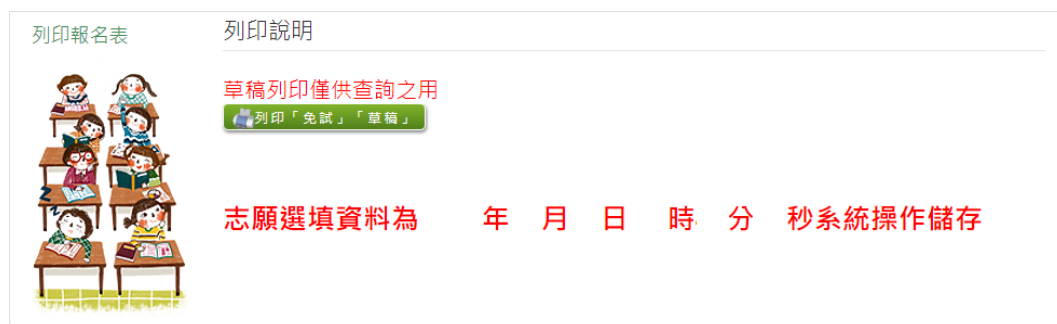 列印報名表
列印說明
草稿列印僅供查詢之用
列印「免試」「草稿」
志願選填資料為 年 月 日 時 分 秒系統操作儲存